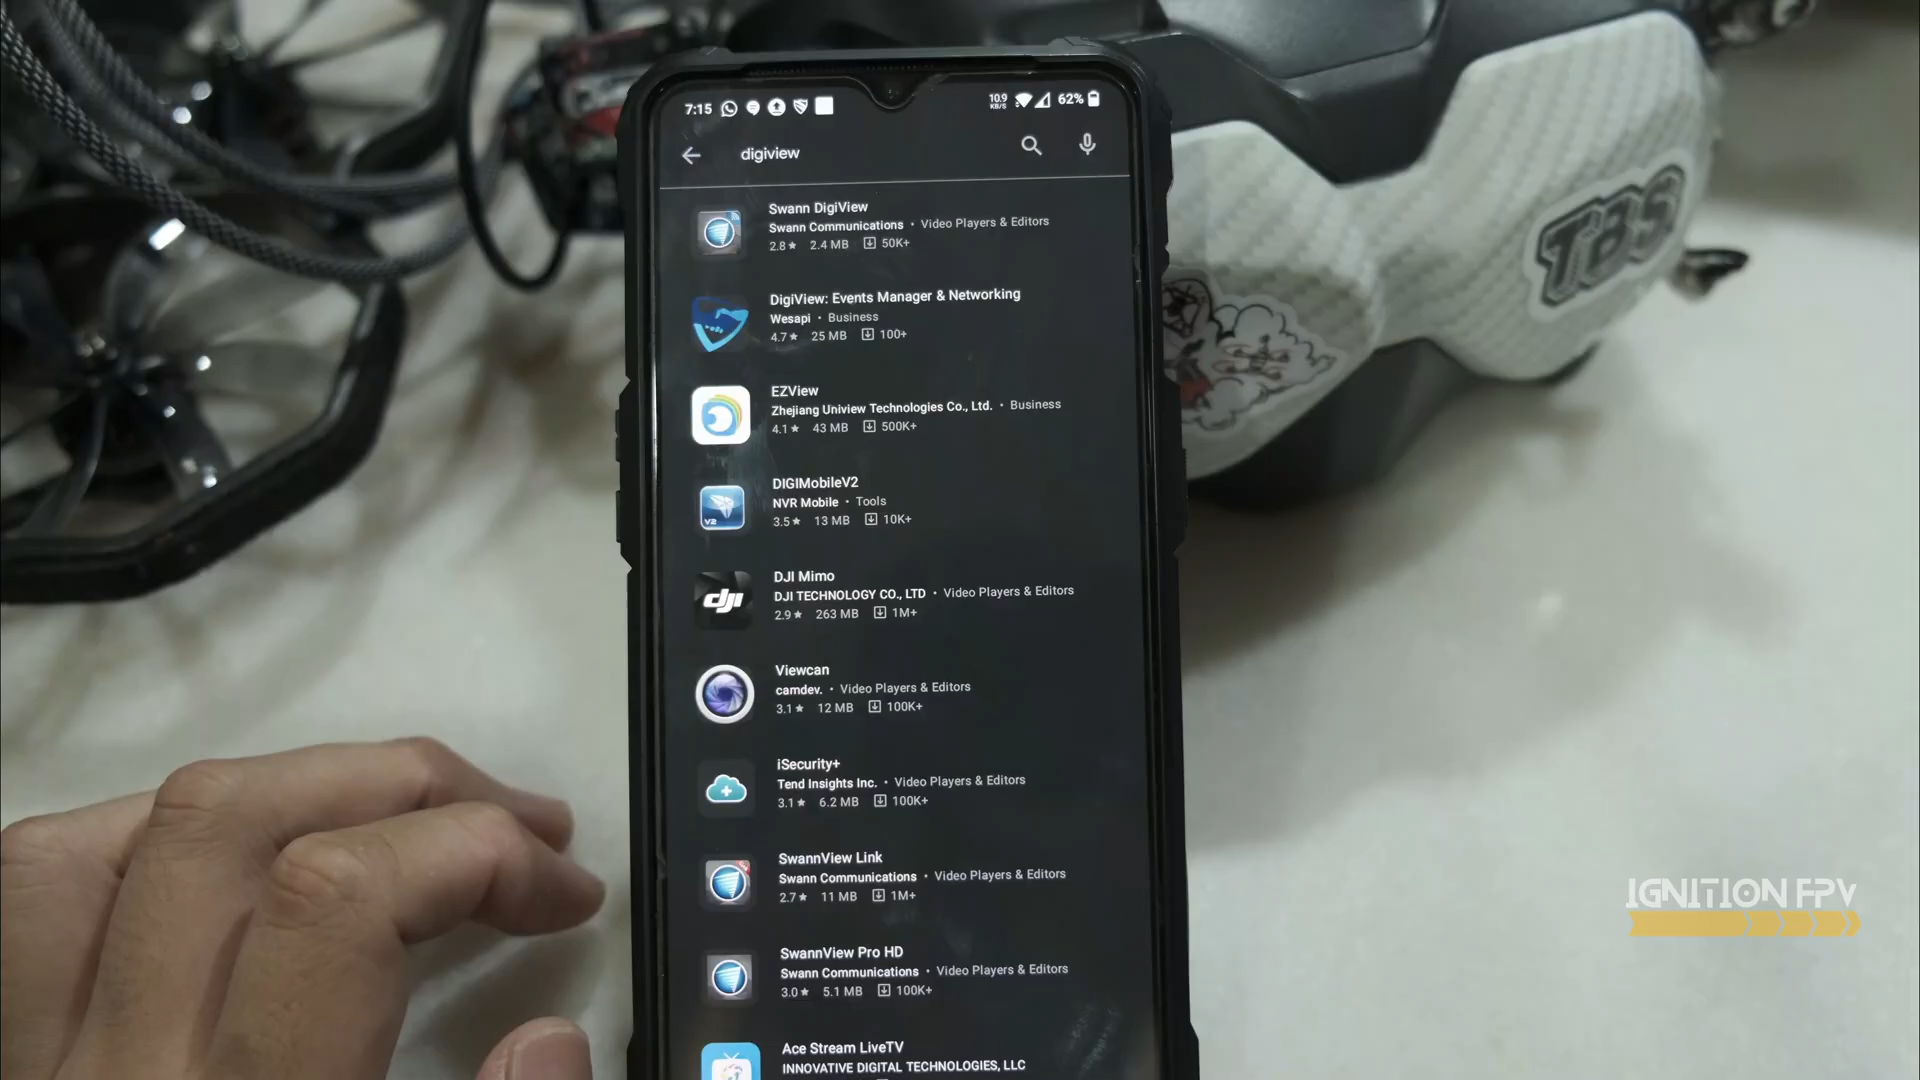 7:15
10.9
KB/S
62%
digiview
Swann DigiView
Swann Communications • Video Players & Editors
2.8★ 2.4 MB 50K+
DigiView: Events Manager & Networking
Wesapi • Business
4.7★ 25 MB 100+
EZView
Zhejiang Uniview Technologies Co., Ltd. • Business
4.1★ 43 MB 500K+
V2
DIGIMobileV2
NVR Mobile • Tools
3.5★ 13 MB 10K+
dji
DJI Mimo
DJI TECHNOLOGY CO., LTD • Video Players & Editors
2.9★ 263 MB 1M+
Viewcan
camdev. • Video Players & Editors
3.1★ 12 MB 100K+
iSecurity+
Tend Insights Inc. • Video Players & Editors
3.1★ 6.2 MB 100K+
SwannView Link
Swann Communications • Video Players & Editors
2.7★ 11 MB 1M+
SwannView Pro HD
Swann Communications • Video Players & Editors
3.0★ 5.1 MB 100K+
Ace Stream LiveTV
INNOVATIVE DIGITAL TECHNOLOGIES, LLC
TBS
IGNITION FPV